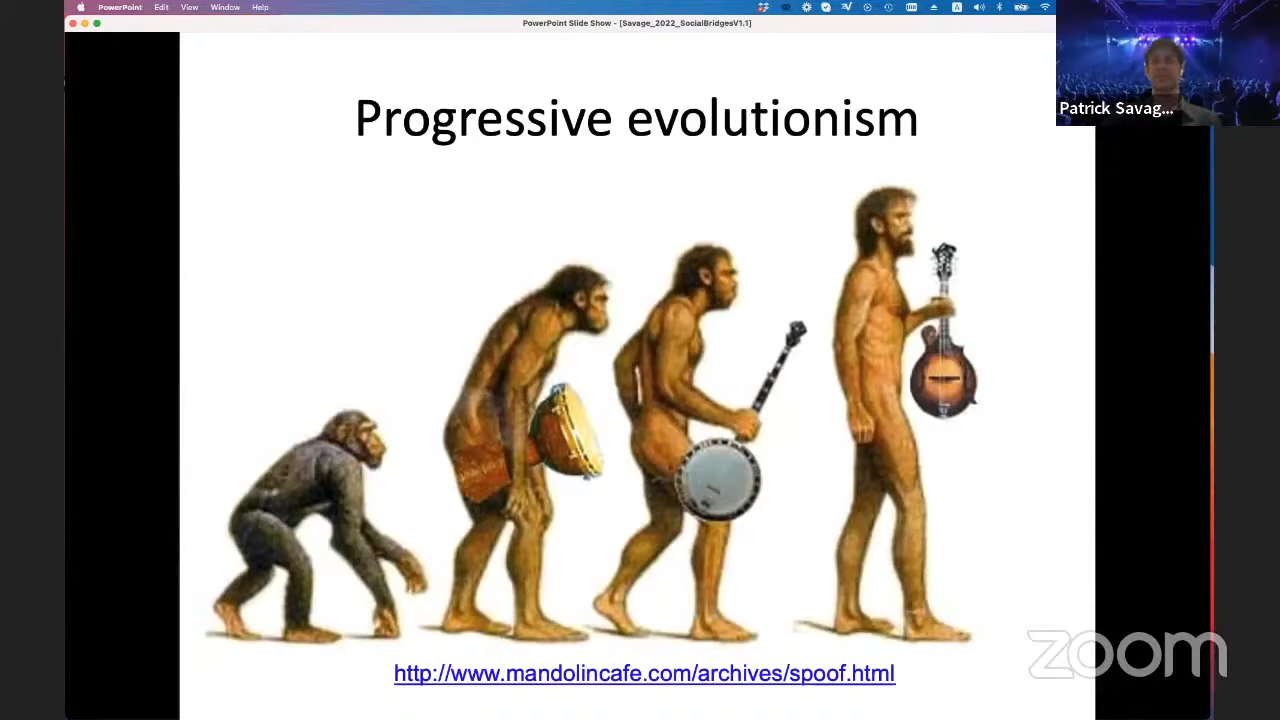 PowerPoint Edit View Window Help
PowerPoint Slide Show - [Savage_2022_SocialBridgesV1.1]
Patrick Savag...
Progressive evolutionism
http://www.mandolincafe.com/archives/spoof.html
zoom